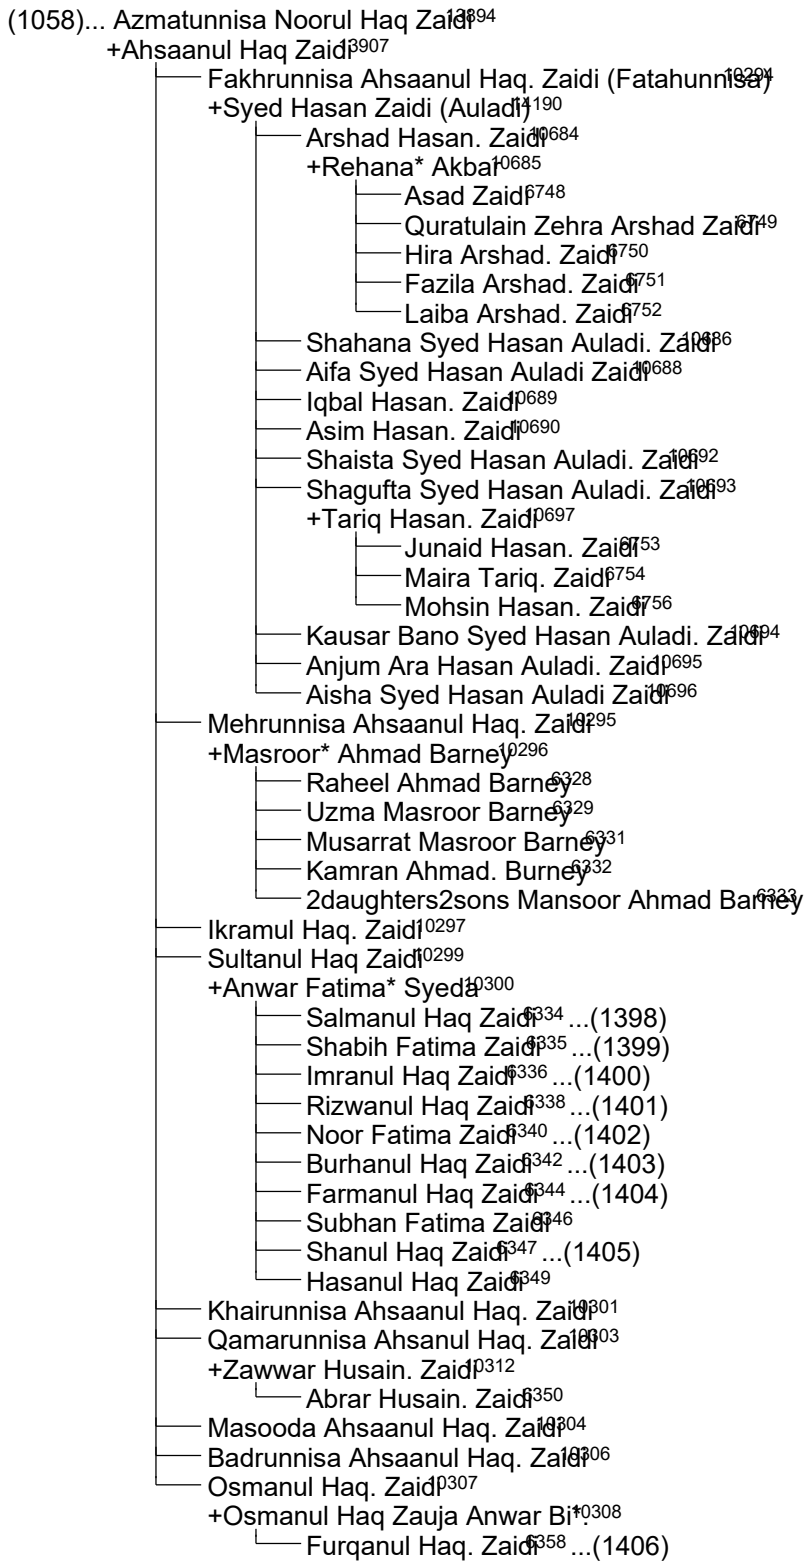 (1058)... Azmatunnisa Noorul Haq Zaidi13894
+Ahsaanul Haq Zaidi13907
Fakhrunnisa Ahsaanul Haq. Zaidi (Fatahunnisa)10294
+Syed Hasan Zaidi (Auladi)14190
Arshad Hasan. Zaidi10684
+Rehana* Akbar10685
Asad Zaidi6748
Quratulain Zehra Arshad Zaidi6749
Hira Arshad. Zaidi6750
Fazila Arshad. Zaidi6751
Laiba Arshad. Zaidi6752
Shahana Syed Hasan Auladi. Zaidi10686
Aifa Syed Hasan Auladi Zaidi10688
Iqbal Hasan. Zaidi10689
Asim Hasan. Zaidi10690
Shaista Syed Hasan Auladi. Zaidi10692
Shagufta Syed Hasan Auladi. Zaidi10693
+Tariq Hasan. Zaidi10697
Junaid Hasan. Zaidi6753
Maira Tariq. Zaidi6754
Mohsin Hasan. Zaidi6756
Kausar Bano Syed Hasan Auladi. Zaidi10694
Anjum Ara Hasan Auladi. Zaidi10695
Aisha Syed Hasan Auladi Zaidi10696
Mehrunnisa Ahsaanul Haq. Zaidi10295
+Masroor* Ahmad Barney10296
Raheel Ahmad Barney6328
Uzma Masroor Barney6329
Musarrat Masroor Barney6331
Kamran Ahmad. Burney6332
2daughters2sons Mansoor Ahmad Barney6333
Ikramul Haq. Zaidi10297
Sultanul Haq Zaidi10299
+Anwar Fatima* Syeda10300
Salmanul Haq Zaidi6334 ...(1398)
Shabih Fatima Zaidi6335 ...(1399)
Imranul Haq Zaidi6336 ...(1400)
Rizwanul Haq Zaidi6338 ...(1401)
Noor Fatima Zaidi6340 ...(1402)
Burhanul Haq Zaidi6342 ...(1403)
Farmanul Haq Zaidi6344 ...(1404)
Subhan Fatima Zaidi6346
Shanul Haq Zaidi6347 ...(1405)
Hasanul Haq Zaidi6349
Khairunnisa Ahsaanul Haq. Zaidi10301
Qamarunnisa Ahsanul Haq. Zaidi10303
+Zawwar Husain. Zaidi10312
Abrar Husain. Zaidi6350
Masooda Ahsaanul Haq. Zaidi10304
Badrunnisa Ahsaanul Haq. Zaidi10306
Osmanul Haq. Zaidi10307
+Osmanul Haq Zauja Anwar Bi*.10308
Furqanul Haq. Zaidi6358 ...(1406)